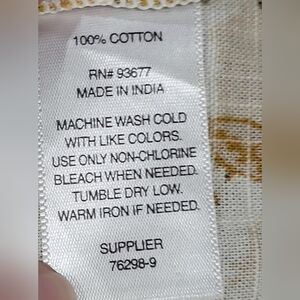 100% COTTON
RN# 93677
MADE IN INDIA
MACHINE WASH COLD
WITH LIKE COLORS.
USE ONLY NON-CHLORINE
BLEACH WHEN NEEDED.
TUMBLE DRY LOW.
WARM IRON IF NEEDED.
SUPPLIER
76298-9